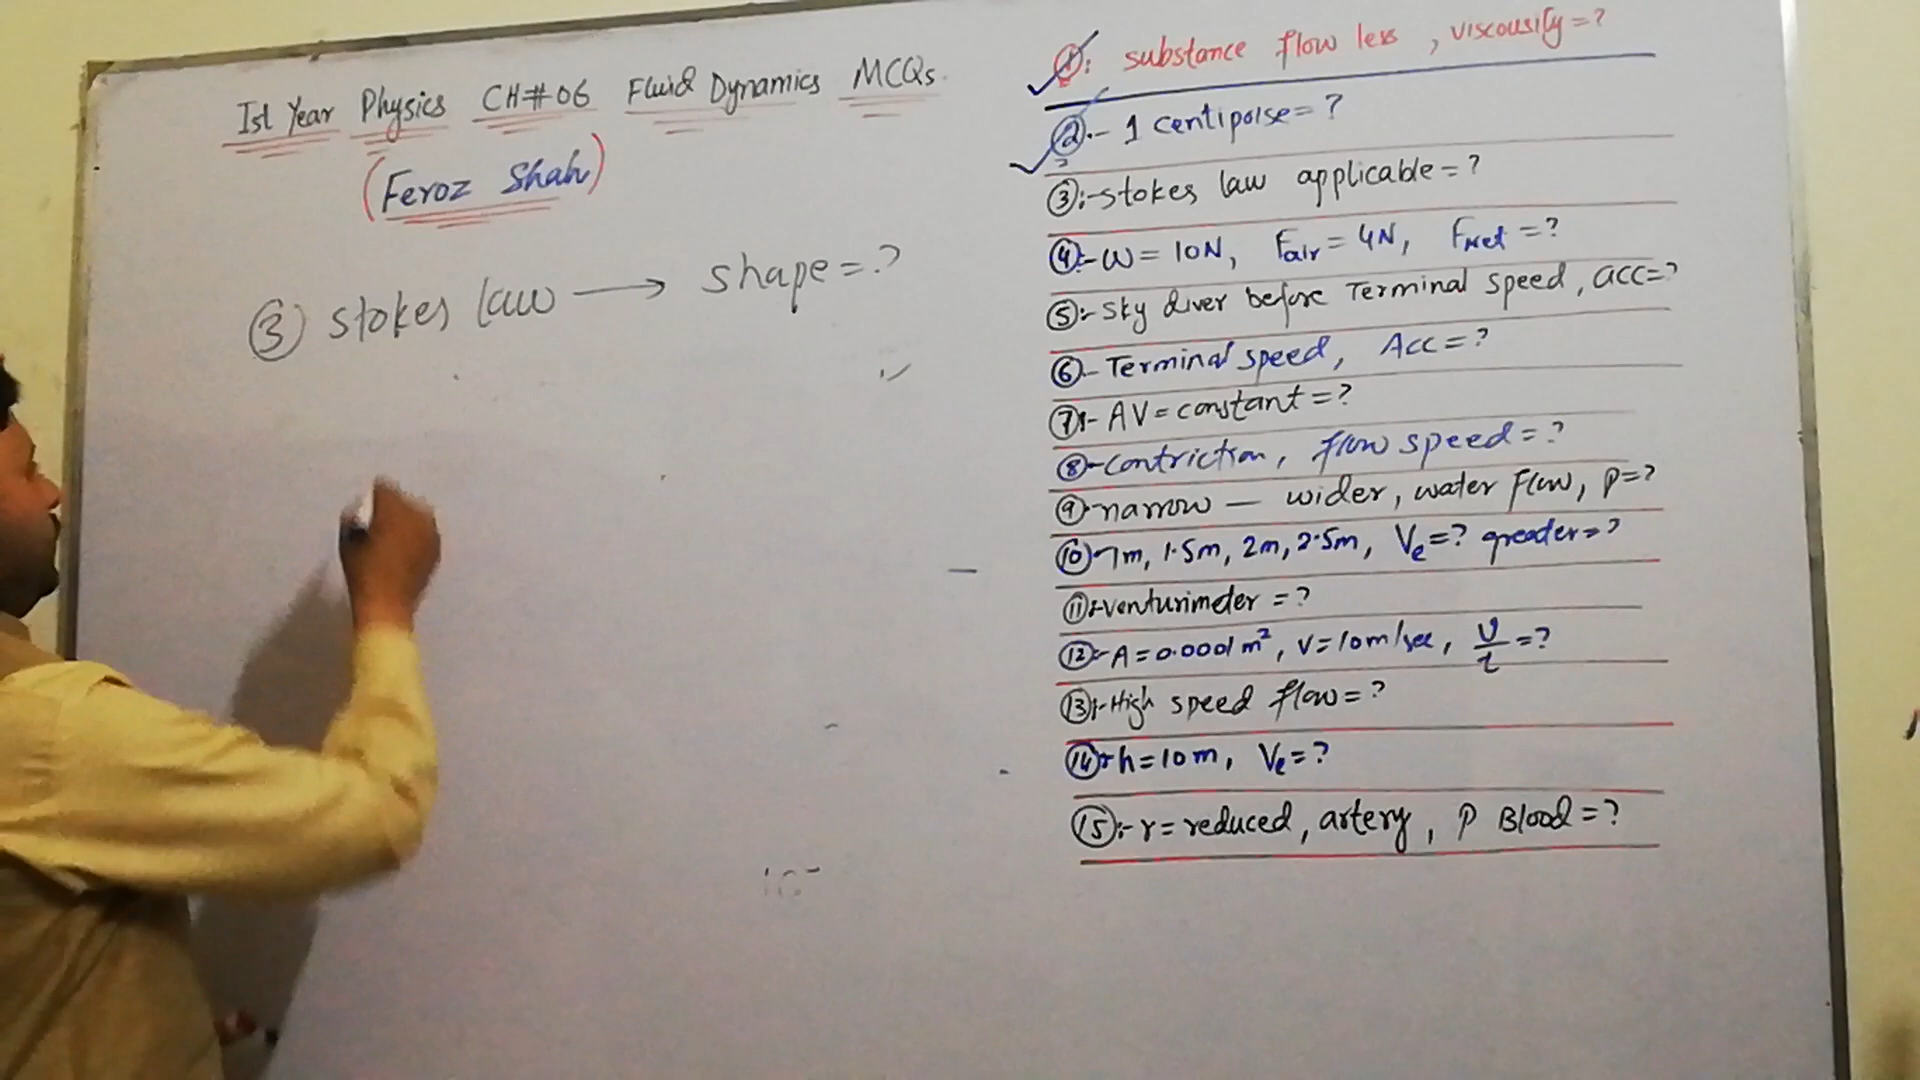 1st Year Physics CH#06 Fluid Dynamics MCQs.
(Feroz Shah)
③ stokes law → shape=?
①: substance flow less, viscousify=?
②:- 1 centipoise=?
③:-stokes law applicable=?
④:-W=10N, Fair=4N, FNet=?
⑤:-Sky diver before Terminal speed, acc=?
⑥- Terminal speed, Acc=?
⑦:-AV=constant=?
⑧-contriction, flow speed=?
⑨-narrow — wider, water flow, P=?
⑩-1m, 1.5m, 2m, 2.5m, Ve=? greater=?
⑪:-venturimeter=?
⑫:-A=0.0001m², V=10m/sec, V/t=?
⑬:-High speed flow=?
⑭:-h=10m, Ve=?
⑮:-r=reduced, artery, P Blood=?